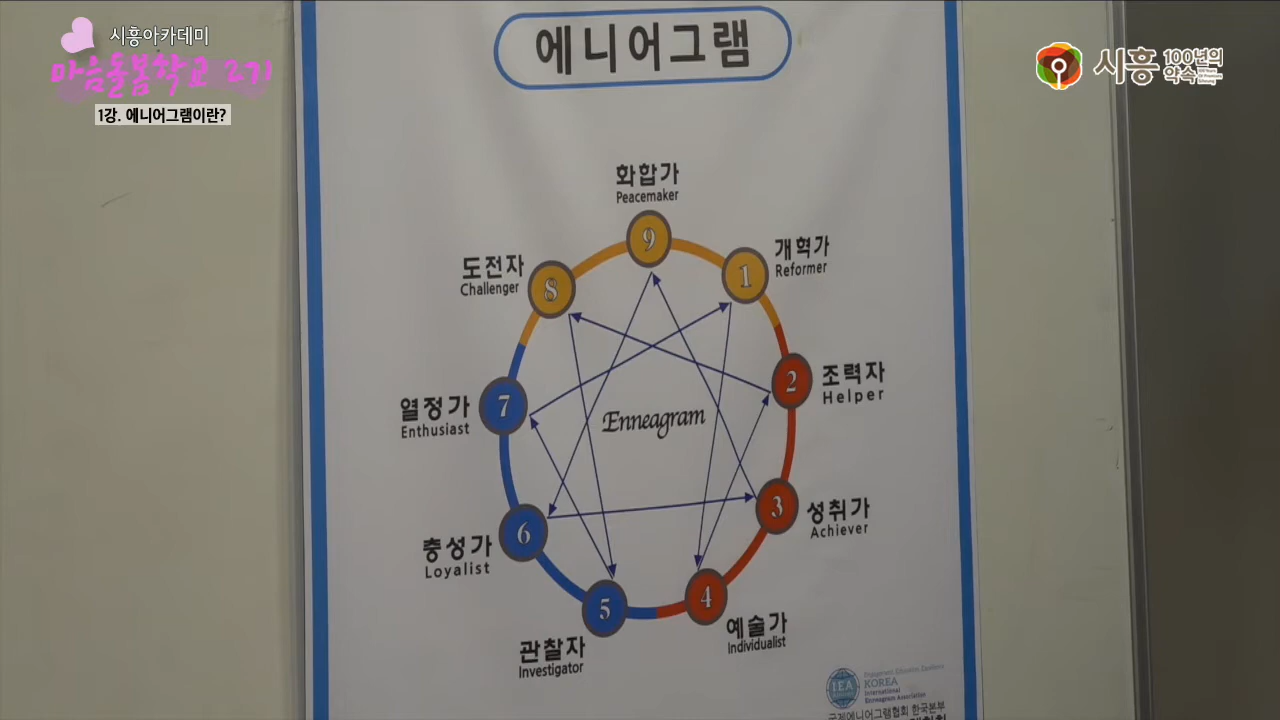 시흥아카데미
마음돌봄학교 2기
1강. 에니어그램이란?
시흥 100년의
약속
에니어그램
화합가
Peacemaker
9
개혁가
Reformer
1
도전자
Challenger
8
조력자
Helper
2
열정가
Enthusiast
7
Enneagram
성취가
Achiever
3
충성가
Loyalist
6
예술가
Individualist
4
관찰자
Investigator
5
I.E.A
KOREA
International
Enneagram Association
국제에니어그램협회 한국본부